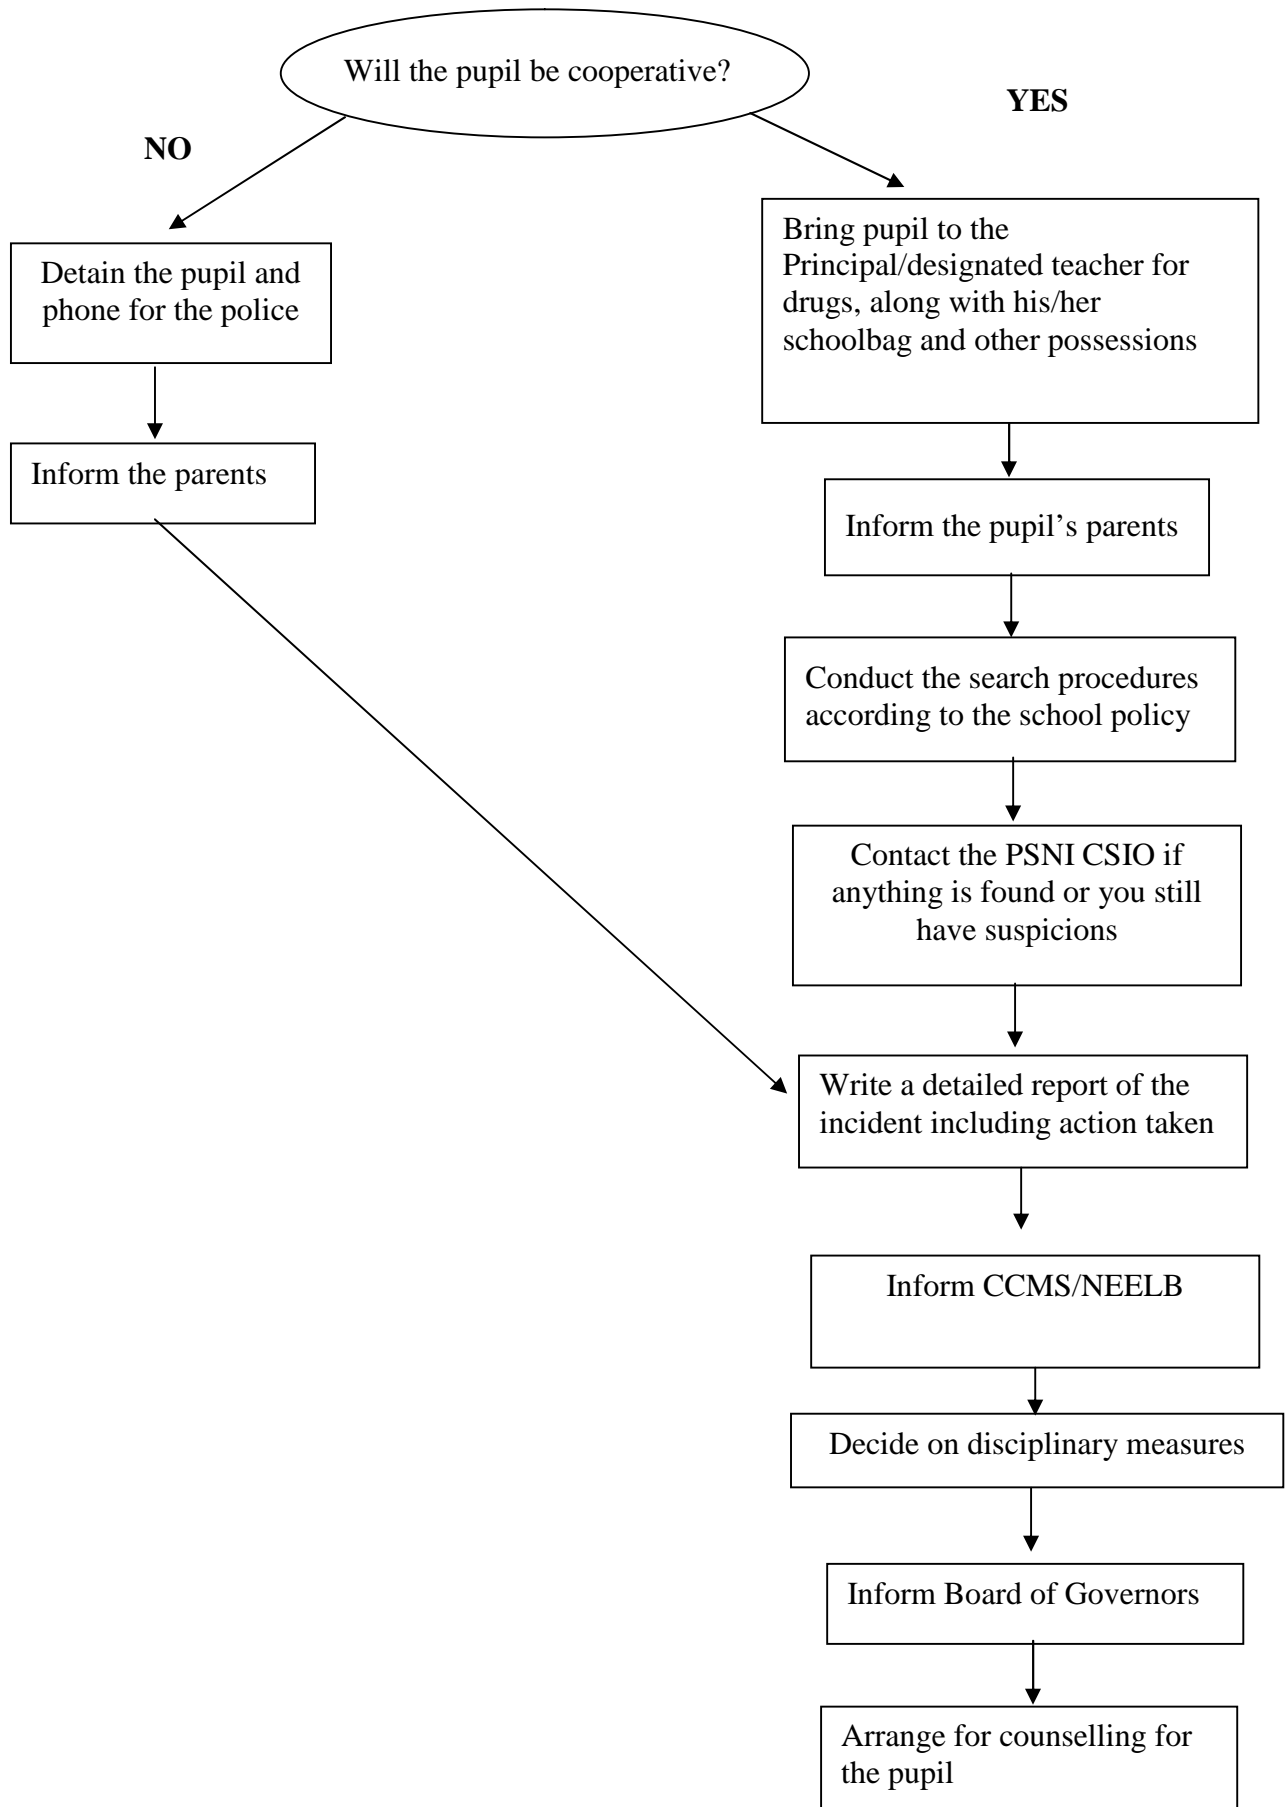 Will the pupil be cooperative?
YES
NO
Detain the pupil and
phone for the police
Inform the parents
Bring pupil to the
Principal/designated teacher for
drugs, along with his/her
schoolbag and other possessions
Inform the pupil’s parents
Conduct the search procedures
according to the school policy
Contact the PSNI CSIO if
anything is found or you still
have suspicions
Write a detailed report of the
incident including action taken
Inform CCMS/NEELB
Decide on disciplinary measures
Inform Board of Governors
Arrange for counselling for
the pupil